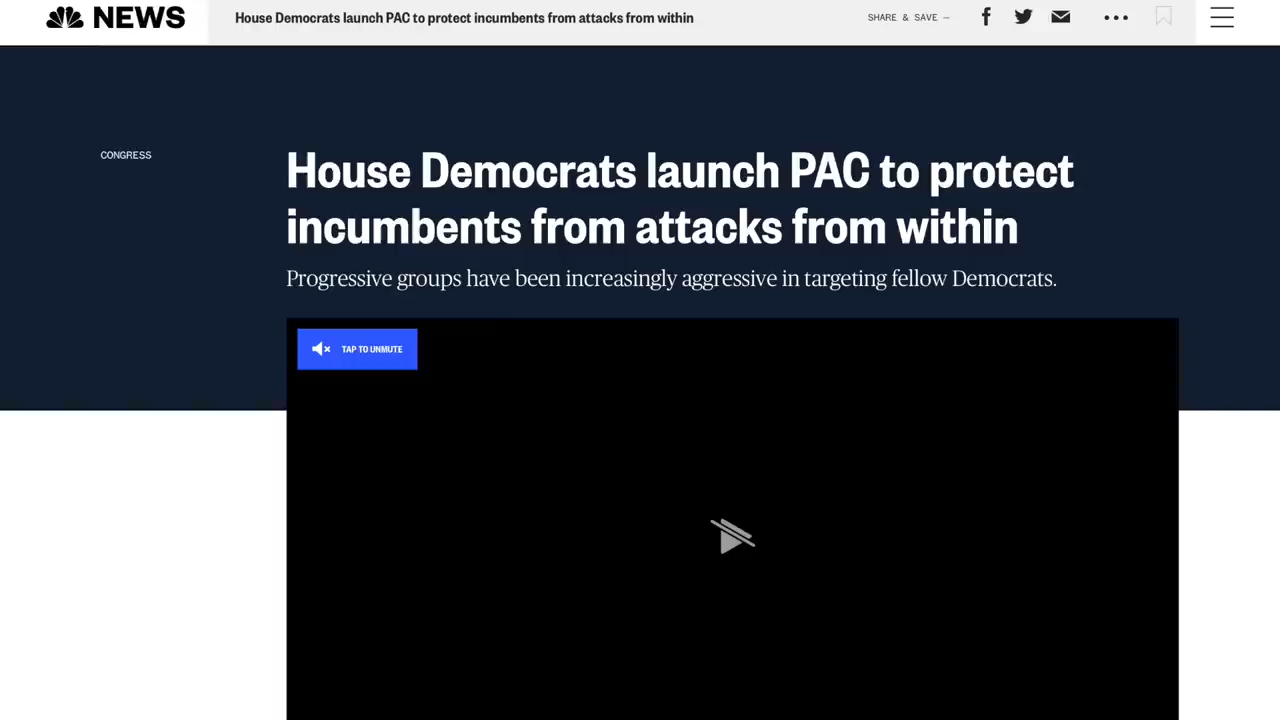 NEWS
House Democrats launch PAC to protect incumbents from attacks from within
SHARE & SAVE —
CONGRESS
House Democrats launch PAC to protect
incumbents from attacks from within
Progressive groups have been increasingly aggressive in targeting fellow Democrats.
TAP TO UNMUTE